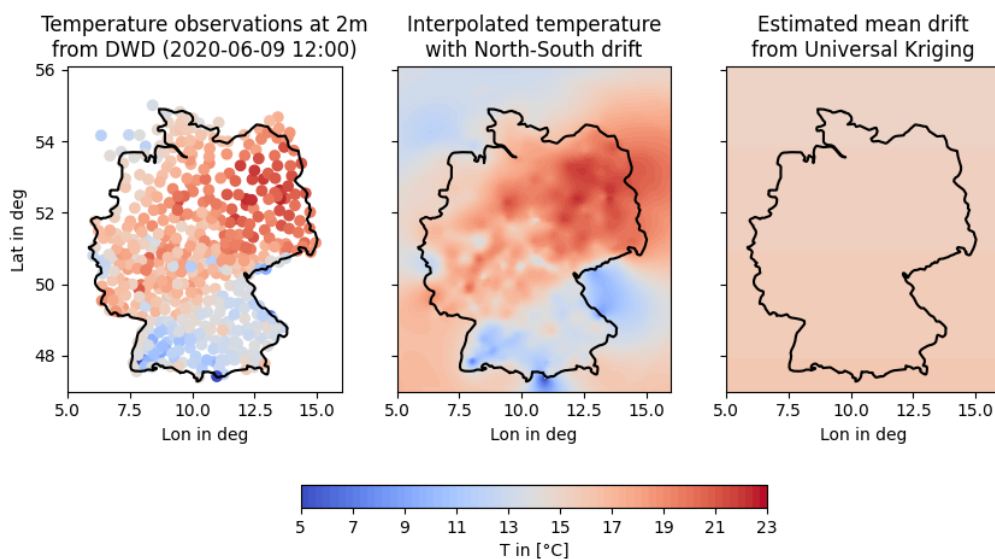 Temperature observations at 2m
from DWD (2020-06-09 12:00)
Interpolated temperature
with North-South drift
Estimated mean drift
from Universal Kriging
56
54
52
50
48
Lat in deg
5.0 7.5 10.0 12.5 15.0
5.0 7.5 10.0 12.5 15.0
5.0 7.5 10.0 12.5 15.0
Lon in deg
Lon in deg
Lon in deg
5 7 9 11 13 15 17 19 21 23
T in [°C]